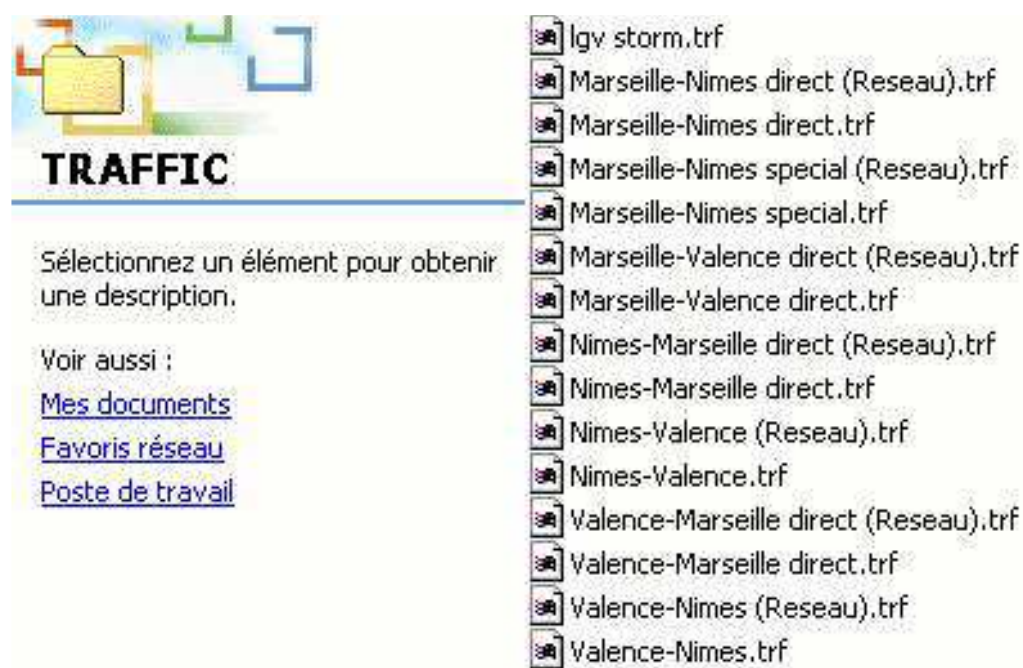 TRAFFIC
Sélectionnez un élément pour obtenir
une description.
Voir aussi :
Mes documents
Favoris réseau
Poste de travail
lgv storm.trf
Marseille-Nimes direct (Reseau).trf
Marseille-Nimes direct.trf
Marseille-Nimes special (Reseau).trf
Marseille-Nimes special.trf
Marseille-Valence direct (Reseau).trf
Marseille-Valence direct.trf
Nimes-Marseille direct (Reseau).trf
Nimes-Marseille direct.trf
Nimes-Valence (Reseau).trf
Nimes-Valence.trf
Valence-Marseille direct (Reseau).trf
Valence-Marseille direct.trf
Valence-Nimes (Reseau).trf
Valence-Nimes.trf